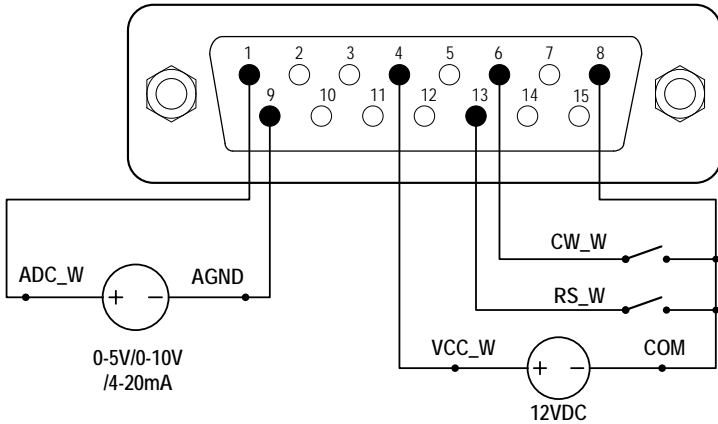 1 2 3 4 5 6 7 8
9 10 11 12 13 14 15
CW_W
ADC_W + − AGND
RS_W
0-5V/0-10V
/4-20mA
VCC_W + − COM
12VDC